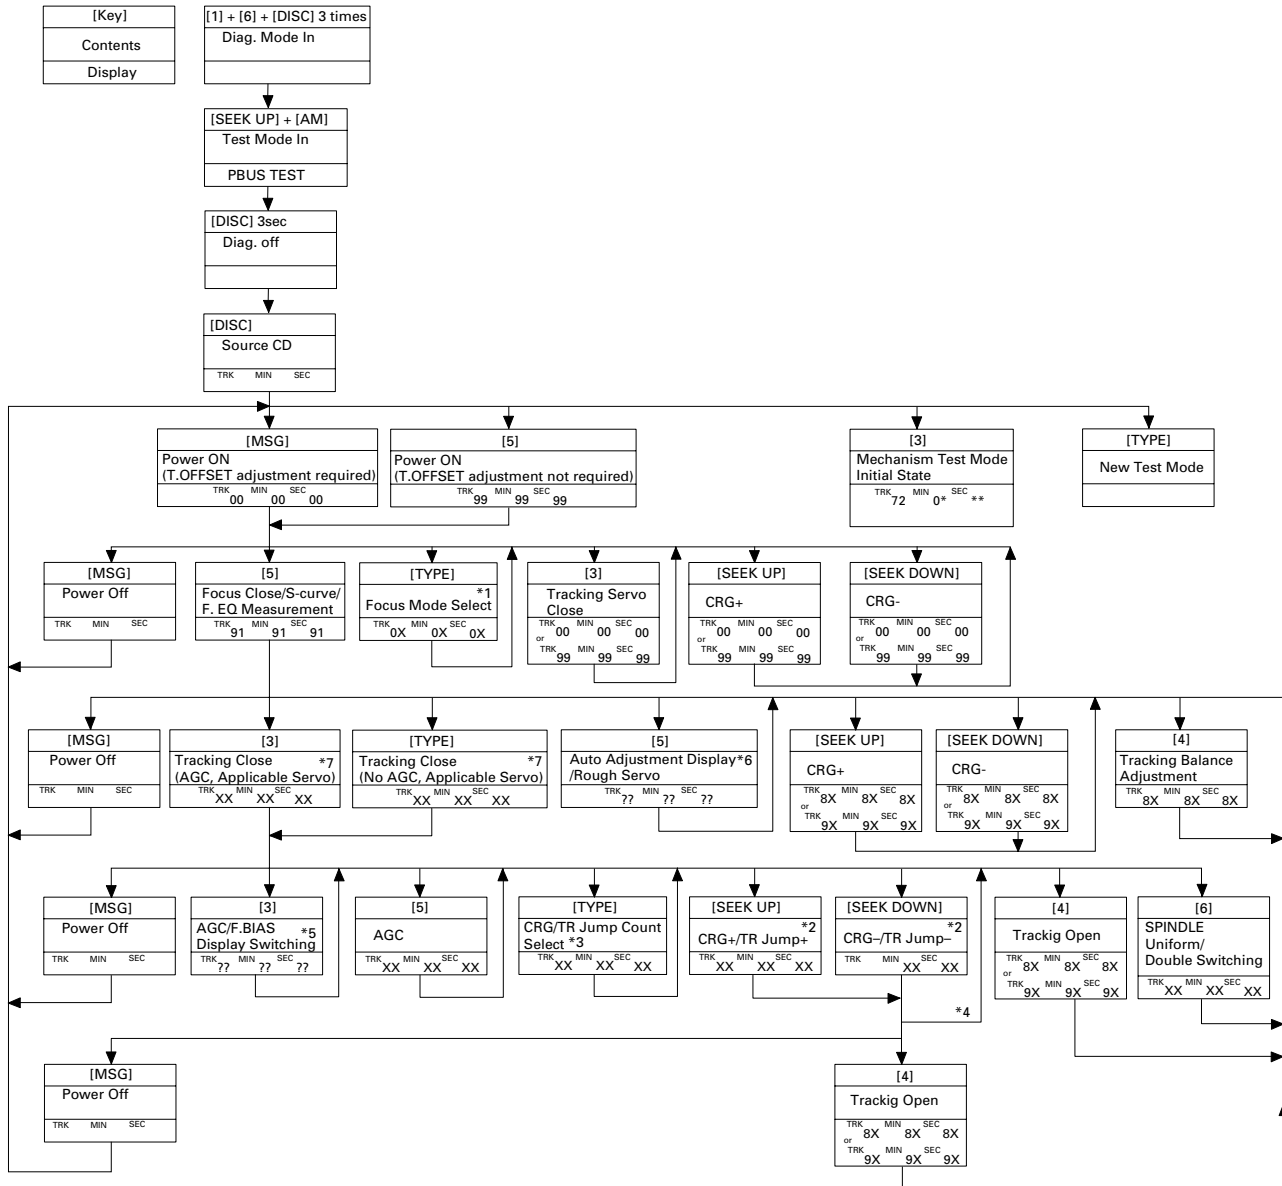 [Key]
Contents
Display
[1] + [6] + [DISC] 3 times
Diag. Mode In
[SEEK UP] + [AM]
Test Mode In
PBUS TEST
[DISC] 3sec
Diag. off
[DISC]
Source CD
TRK MIN SEC
[MSG]
Power ON
(T.OFFSET adjustment required)
TRK 00 MIN 00 SEC 00
[5]
Power ON
(T.OFFSET adjustment not required)
TRK 99 MIN 99 SEC 99
[3]
Mechanism Test Mode
Initial State
TRK 72 MIN 0* SEC **
[TYPE]
New Test Mode
[MSG]
Power Off
TRK MIN SEC
[5]
Focus Close/S-curve/
F. EQ Measurement
TRK 91 MIN 91 SEC 91
[TYPE]
*1
Focus Mode Select
TRK 0X MIN 0X SEC 0X
[3]
Tracking Servo
Close
TRK 00 MIN 00 SEC 00
or
TRK 99 MIN 99 SEC 99
[SEEK UP]
CRG+
TRK 00 MIN 00 SEC 00
or
TRK 99 MIN 99 SEC 99
[SEEK DOWN]
CRG-
TRK 00 MIN 00 SEC 00
or
TRK 99 MIN 99 SEC 99
[MSG]
Power Off
TRK MIN SEC
[3]
Tracking Close *7
(AGC, Applicable Servo)
TRK XX MIN XX SEC XX
[TYPE]
Tracking Close *7
(No AGC, Applicable Servo)
TRK XX MIN XX SEC XX
[5]
Auto Adjustment Display*6
/Rough Servo
TRK ?? MIN ?? SEC ??
[SEEK UP]
CRG+
TRK 8X MIN 8X SEC 8X
or
TRK 9X MIN 9X SEC 9X
[SEEK DOWN]
CRG-
TRK 8X MIN 8X SEC 8X
or
TRK 9X MIN 9X SEC 9X
[4]
Tracking Balance
Adjustment
TRK 8X MIN 8X SEC 8X
[MSG]
Power Off
TRK MIN SEC
[3]
AGC/F.BIAS *5
Display Switching
TRK ?? MIN ?? SEC ??
[5]
AGC
TRK XX MIN XX SEC XX
[TYPE]
CRG/TR Jump Count
Select *3
TRK XX MIN XX SEC XX
[SEEK UP]
*2
CRG+/TR Jump+
TRK XX MIN XX SEC XX
[SEEK DOWN]
*2
CRG–/TR Jump–
TRK MIN XX SEC XX XX
[4]
Trackig Open
TRK 8X MIN 8X SEC 8X
or
TRK 9X MIN 9X SEC 9X
[6]
SPINDLE
Uniform/
Double Switching
TRK XX MIN XX SEC XX
*4
[MSG]
Power Off
TRK MIN SEC
[4]
Trackig Open
TRK 8X MIN 8X SEC 8X
or
TRK 9X MIN 9X SEC 9X